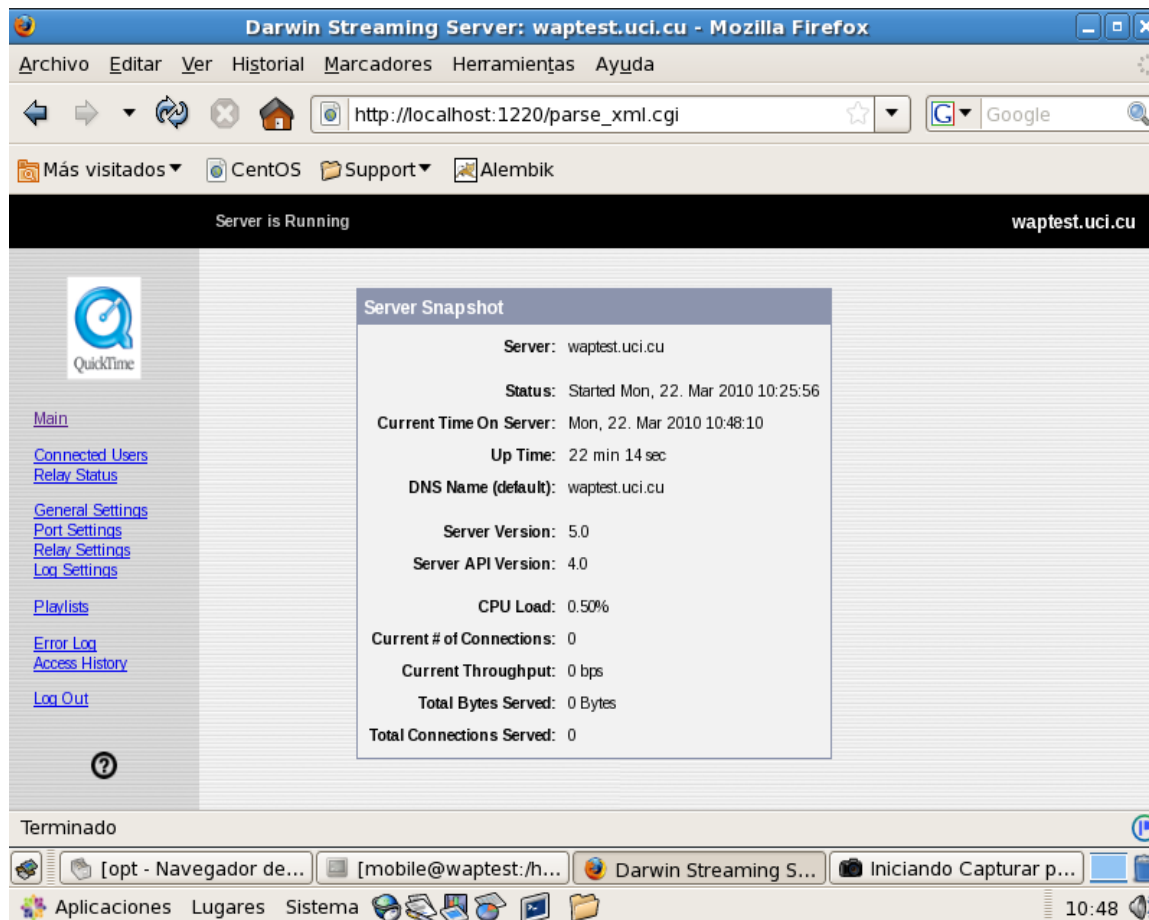 Darwin Streaming Server: waptest.uci.cu - Mozilla Firefox
Archivo Editar Ver Historial Marcadores Herramientas Ayuda
http://localhost:1220/parse_xml.cgi
G Google
Más visitados CentOS Support Alembik
Server is Running waptest.uci.cu
QuickTime
Main
Connected Users
Relay Status
General Settings
Port Settings
Relay Settings
Log Settings
Playlists
Error Log
Access History
Log Out
?
Server Snapshot
Server: waptest.uci.cu
Status: Started Mon, 22. Mar 2010 10:25:56
Current Time On Server: Mon, 22. Mar 2010 10:48:10
Up Time: 22 min 14 sec
DNS Name (default): waptest.uci.cu
Server Version: 5.0
Server API Version: 4.0
CPU Load: 0.50%
Current # of Connections: 0
Current Throughput: 0 bps
Total Bytes Served: 0 Bytes
Total Connections Served: 0
Terminado
[opt - Navegador de... [mobile@waptest:/h... Darwin Streaming S... Iniciando Capturar p...
Aplicaciones Lugares Sistema 10:48